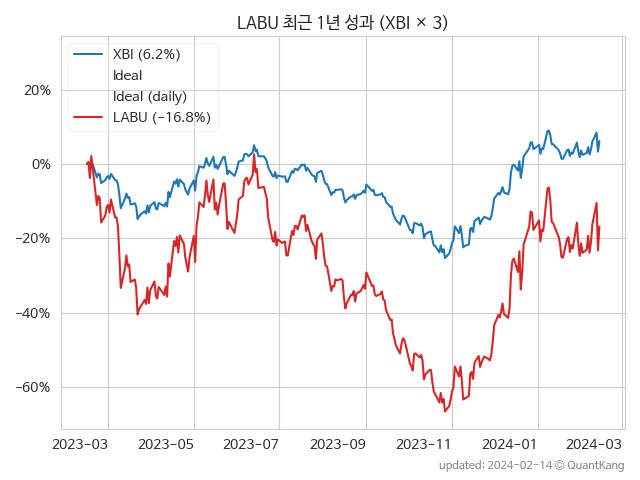 LABU 최근 1년 성과 (XBI × 3)
XBI (6.2%)
Ideal
Ideal (daily)
LABU (−16.8%)
20%
0%
−20%
−40%
−60%
2023−03
2023−05
2023−07
2023−09
2023−11
2024−01
2024−03
updated: 2024−02−14 © QuantKang